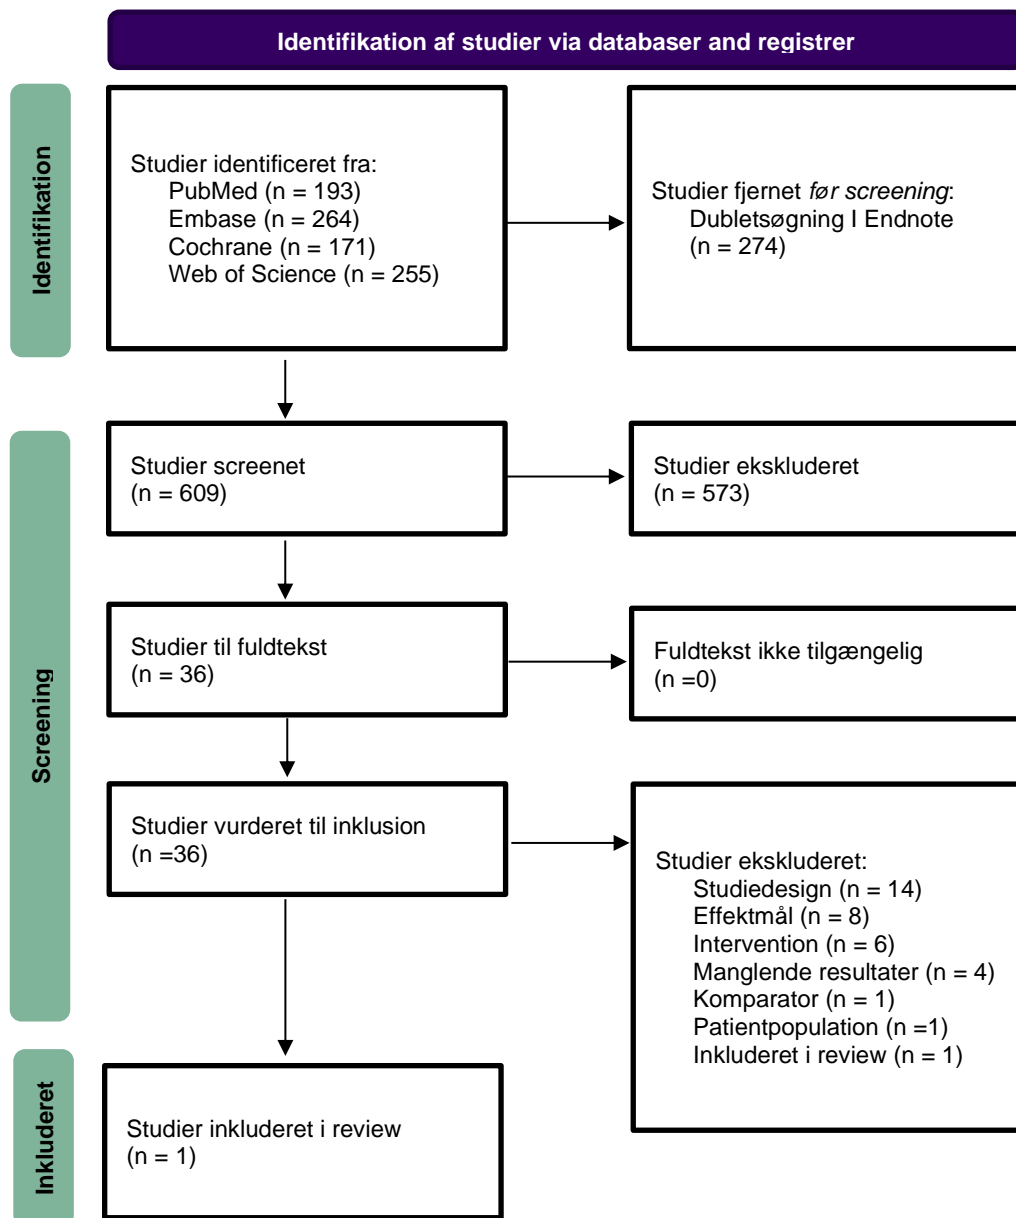 Identifikation af studier via databaser and registrer
Identifikation
Studier identificeret fra:
PubMed (n = 193)
Embase (n = 264)
Cochrane (n = 171)
Web of Science (n = 255)
Studier fjernet før screening:
Dubletsøgning I Endnote
(n = 274)
Screening
Studier screenet
(n = 609)
Studier ekskluderet
(n = 573)
Studier til fuldtekst
(n = 36)
Fuldtekst ikke tilgængelig
(n =0)
Studier vurderet til inklusion
(n =36)
Studier ekskluderet:
Studiedesign (n = 14)
Effektmål (n = 8)
Intervention (n = 6)
Manglende resultater (n = 4)
Komparator (n = 1)
Patientpopulation (n =1)
Inkluderet i review (n = 1)
Inkluderet
Studier inkluderet i review
(n = 1)